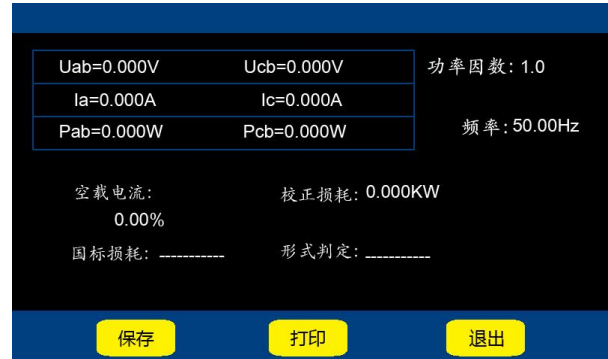 Uab=0.000V Ucb=0.000V 功率因数: 1.0
Ia=0.000A Ic=0.000A
Pab=0.000W Pcb=0.000W 频率: 50.00Hz
空载电流: 校正损耗: 0.000KW
0.00%
国标损耗: ----------- 形式判定: -----------
保存 打印 退出